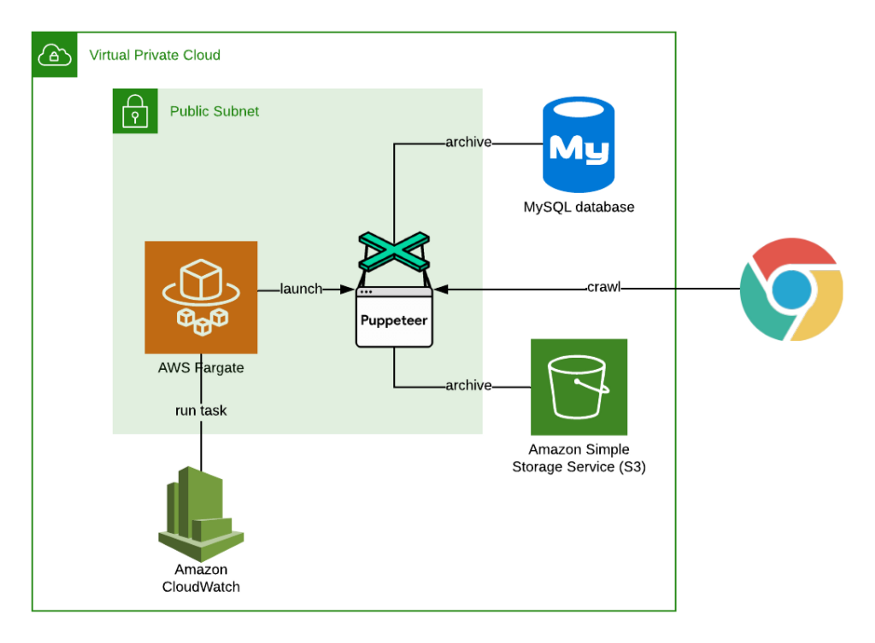 Virtual Private Cloud
Public Subnet
archive
My
MySQL database
launch
crawl
Puppeteer
AWS Fargate
archive
run task
Amazon Simple
Storage Service (S3)
Amazon
CloudWatch